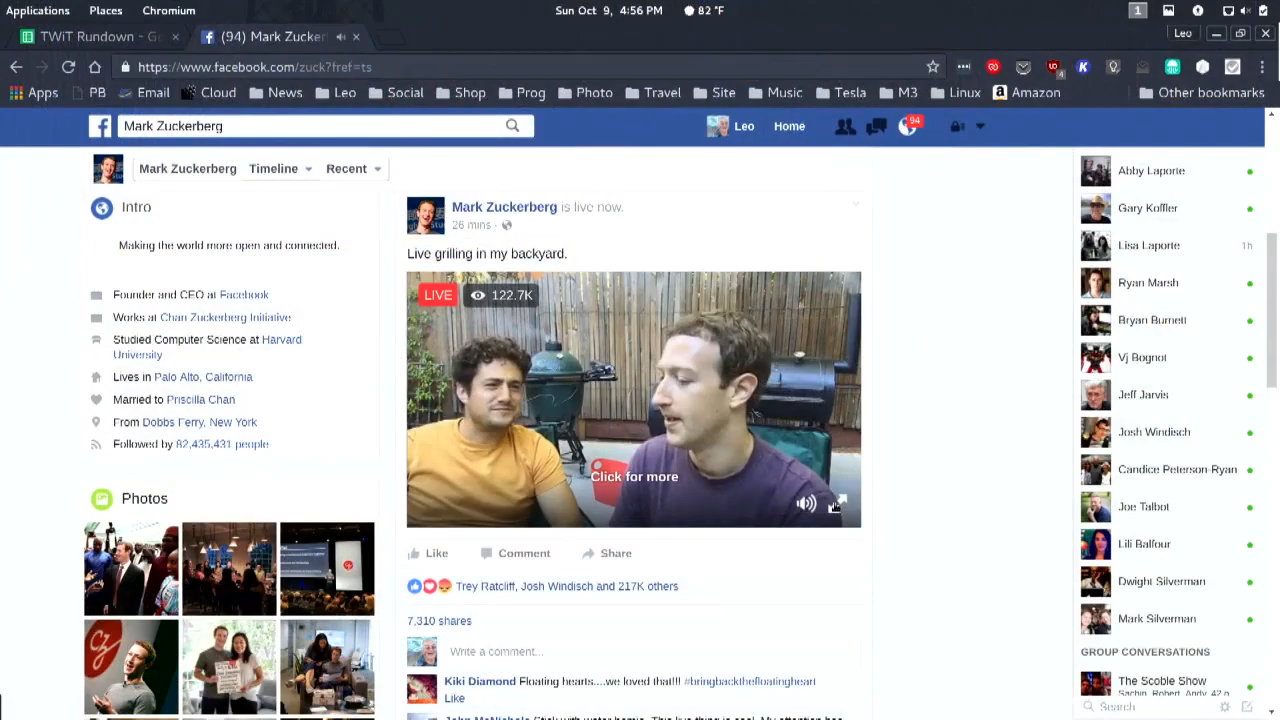 Applications Places Chromium Sun Oct 9, 4:56 PM 82 °F 1
TWiT Rundown - Go × (94) Mark Zucker × Leo
https://www.facebook.com/zuck?fref=ts
Apps PB Email Cloud News Leo Social Shop Prog Photo Travel Site Music Tesla M3 Linux Amazon Other bookmarks
Mark Zuckerberg Leo Home 94
Mark Zuckerberg Timeline Recent
Intro
Making the world more open and connected.
Founder and CEO at Facebook
Works at Chan Zuckerberg Initiative
Studied Computer Science at Harvard
University
Lives in Palo Alto, California
Married to Priscilla Chan
From Dobbs Ferry, New York
Followed by 82,435,431 people
Photos
Mark Zuckerberg is live now.
26 mins ·
Live grilling in my backyard.
LIVE 122.7K
Click for more
Like Comment Share
Trey Ratcliff, Josh Windisch and 217K others
7,310 shares
Write a comment...
Kiki Diamond Floating hearts....we loved that!!! #bringbackthefloatingheart
Like
Abby Laporte
Gary Koffler
Lisa Laporte 1h
Ryan Marsh
Bryan Burnett
Vj Bognot
Jeff Jarvis
Josh Windisch
Candice Peterson-Ryan
Joe Talbot
Lili Balfour
Dwight Silverman
Mark Silverman
GROUP CONVERSATIONS
The Scoble Show
Search